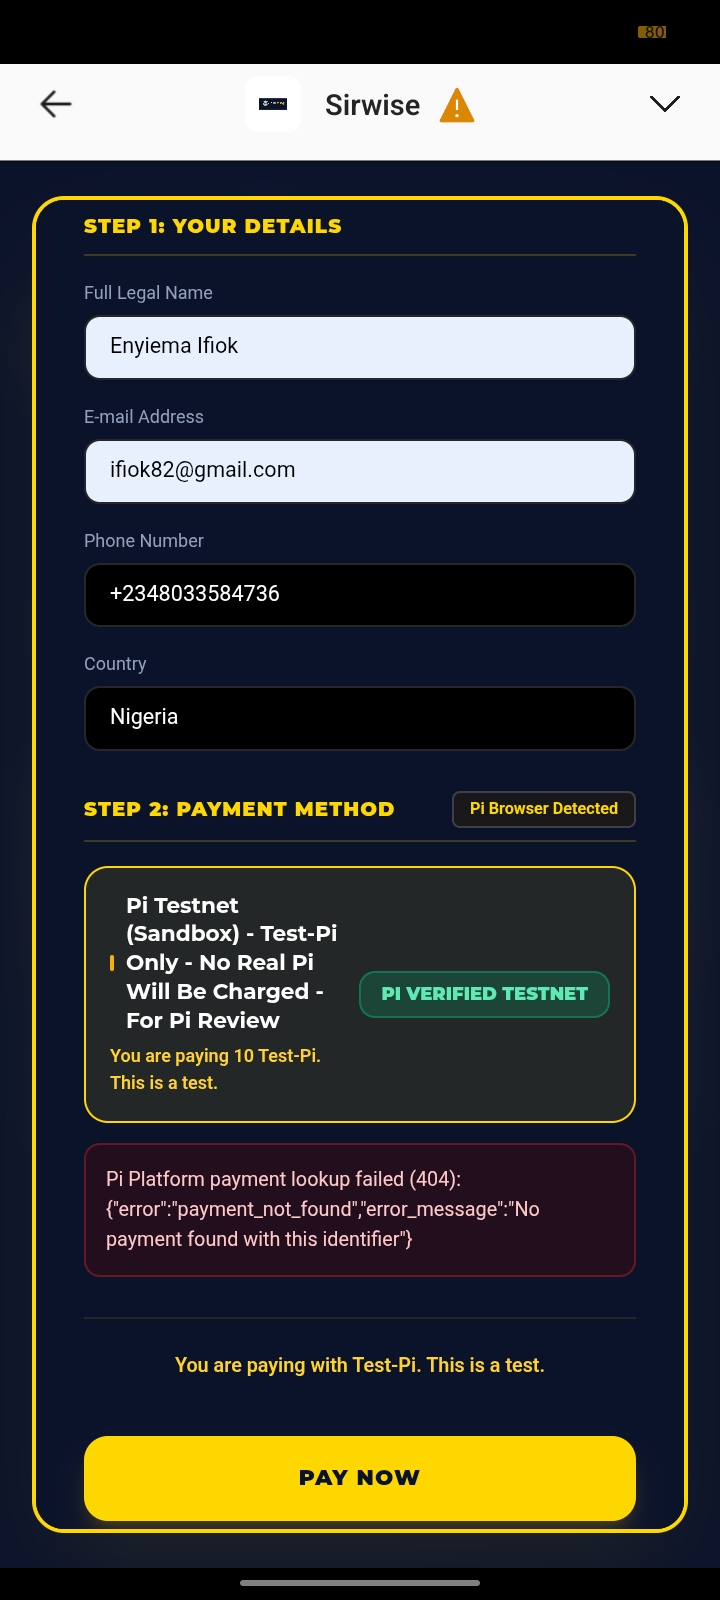 80
Sirwise
STEP 1: YOUR DETAILS
Full Legal Name
Enyiema Ifiok
E-mail Address
ifiok82@gmail.com
Phone Number
+2348033584736
Country
Nigeria
STEP 2: PAYMENT METHOD
Pi Browser Detected
Pi Testnet
(Sandbox) - Test-Pi
Only - No Real Pi
Will Be Charged -
For Pi Review
PI VERIFIED TESTNET
You are paying 10 Test-Pi.
This is a test.
Pi Platform payment lookup failed (404):
{"error":"payment_not_found","error_message":"No
payment found with this identifier"}
You are paying with Test-Pi. This is a test.
PAY NOW